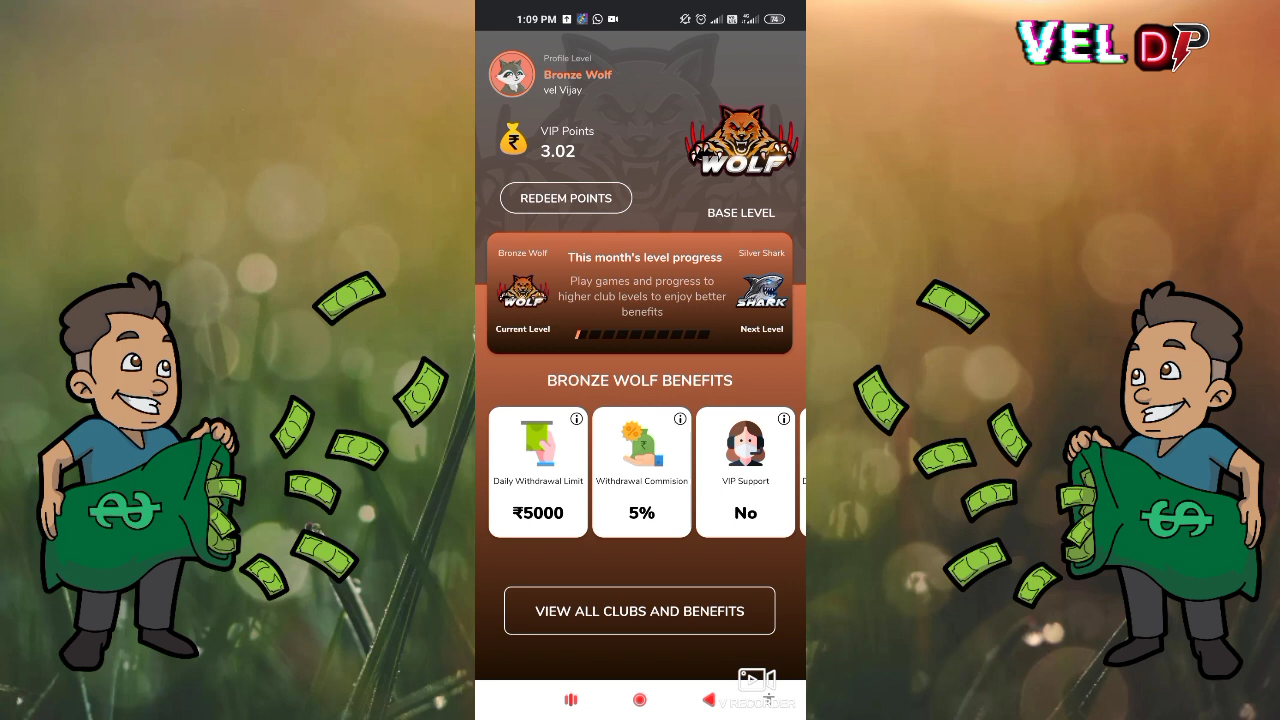 VEL DP
1:09 PM
74
Profile Level
Bronze Wolf
vel Vijay
VIP Points
3.02
WOLF
REDEEM POINTS
BASE LEVEL
Bronze Wolf
This month's level progress
Silver Shark
Play games and progress to
higher club levels to enjoy better
benefits
WOLF
SHARK
Current Level
Next Level
BRONZE WOLF BENEFITS
Daily Withdrawal Limit
Withdrawal Commision
VIP Support
₹5000
5%
No
VIEW ALL CLUBS AND BENEFITS
V RECORDER
$
$